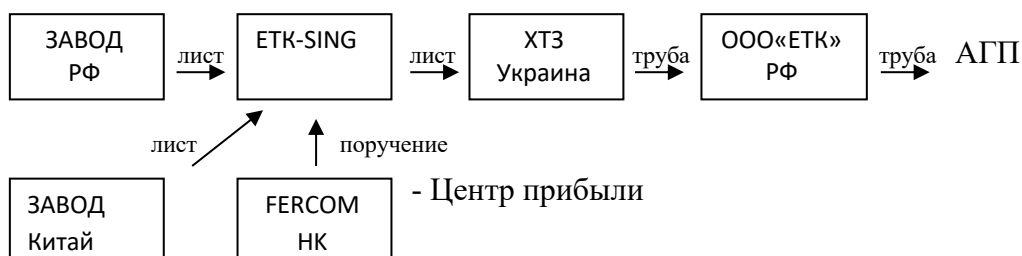 ЗАВОД
РФ
лист
ETK-SING
лист
ХТЗ
Украина
труба
ООО«ЕТК»
РФ
труба
АГП
лист
поручение
ЗАВОД
Китай
FERCOM
HK
- Центр прибыли